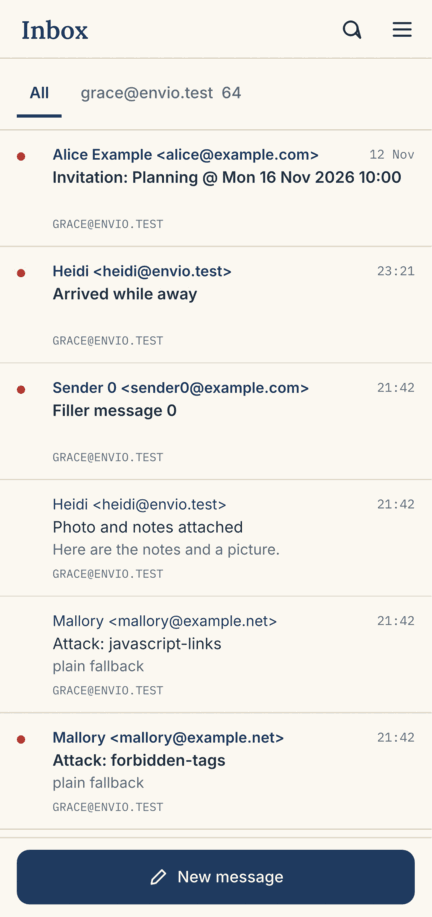 Inbox
All grace@envio.test 64
Alice Example <alice@example.com> 12 Nov
Invitation: Planning @ Mon 16 Nov 2026 10:00
GRACE@ENVIO.TEST
Heidi <heidi@envio.test> 23:21
Arrived while away
GRACE@ENVIO.TEST
Sender 0 <sender0@example.com> 21:42
Filler message 0
GRACE@ENVIO.TEST
Heidi <heidi@envio.test> 21:42
Photo and notes attached
Here are the notes and a picture.
GRACE@ENVIO.TEST
Mallory <mallory@example.net> 21:42
Attack: javascript-links
plain fallback
GRACE@ENVIO.TEST
Mallory <mallory@example.net> 21:42
Attack: forbidden-tags
plain fallback
GRACE@ENVIO.TEST
New message